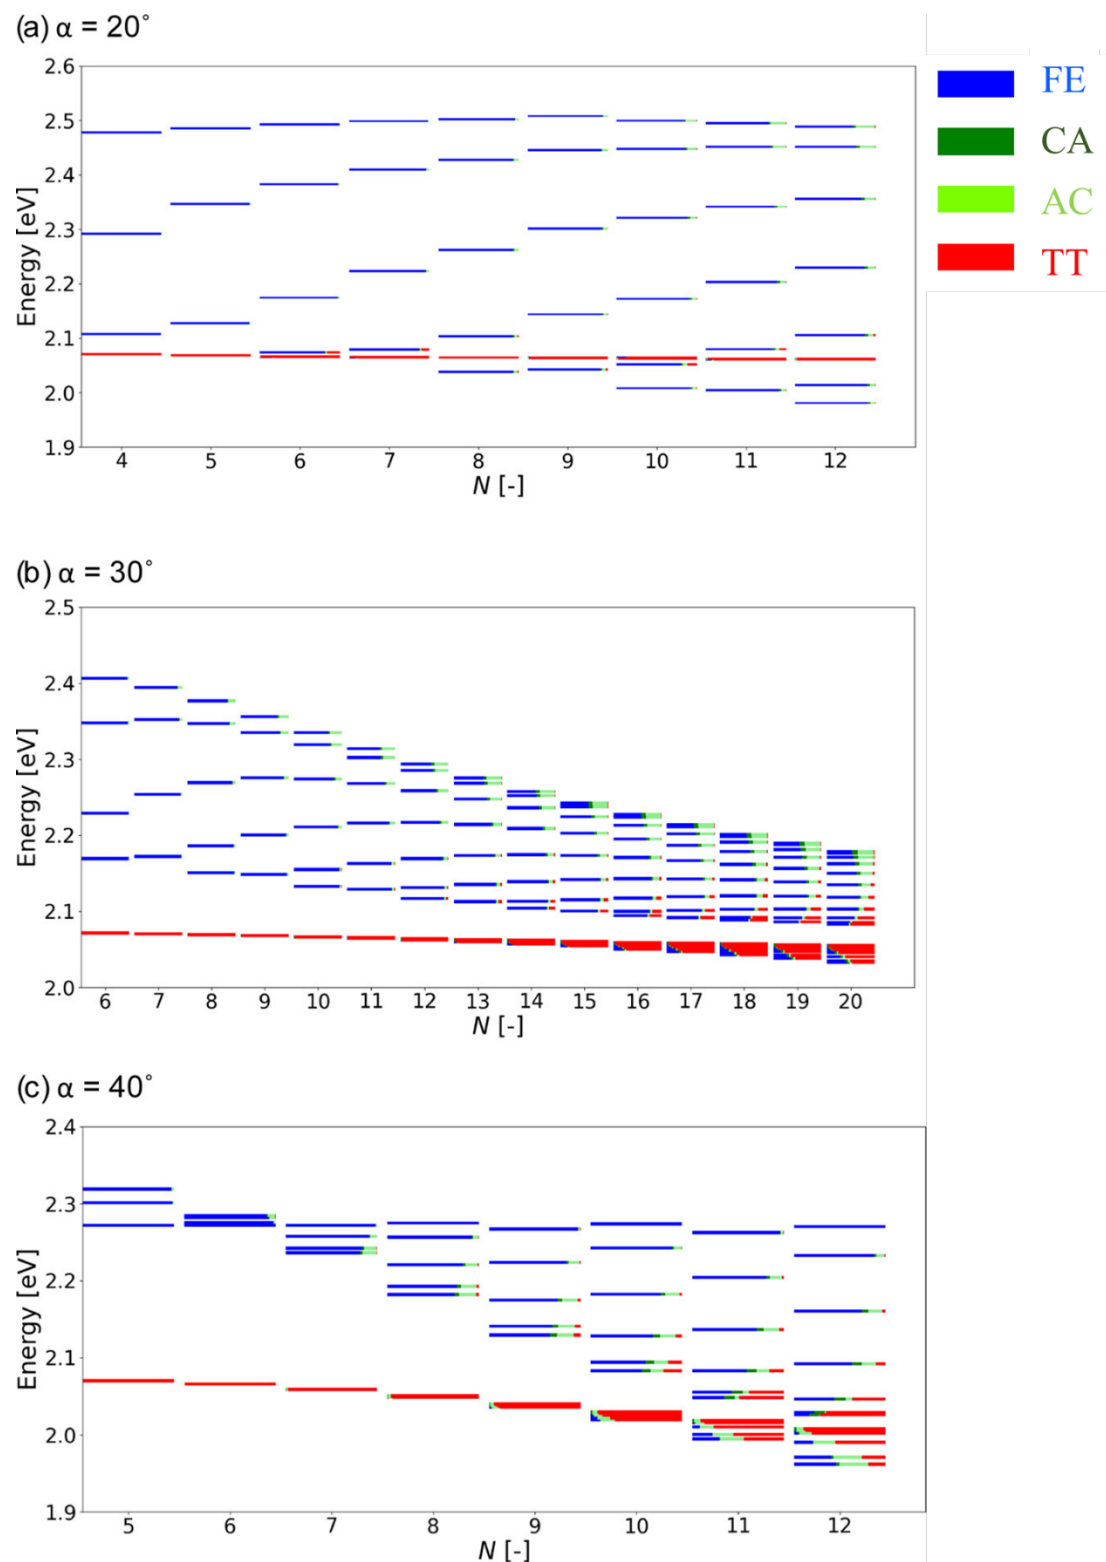 (a) α = 20°
2.6
2.5
2.4
2.3
2.2
2.1
2.0
1.9
Energy [eV]
4 5 6 7 8 9 10 11 12
N [-]
FE
CA
AC
TT
(b) α = 30°
2.5
2.4
2.3
2.2
2.1
2.0
Energy [eV]
6 7 8 9 10 11 12 13 14 15 16 17 18 19 20
N [-]
(c) α = 40°
2.4
2.3
2.2
2.1
2.0
1.9
Energy [eV]
5 6 7 8 9 10 11 12
N [-]